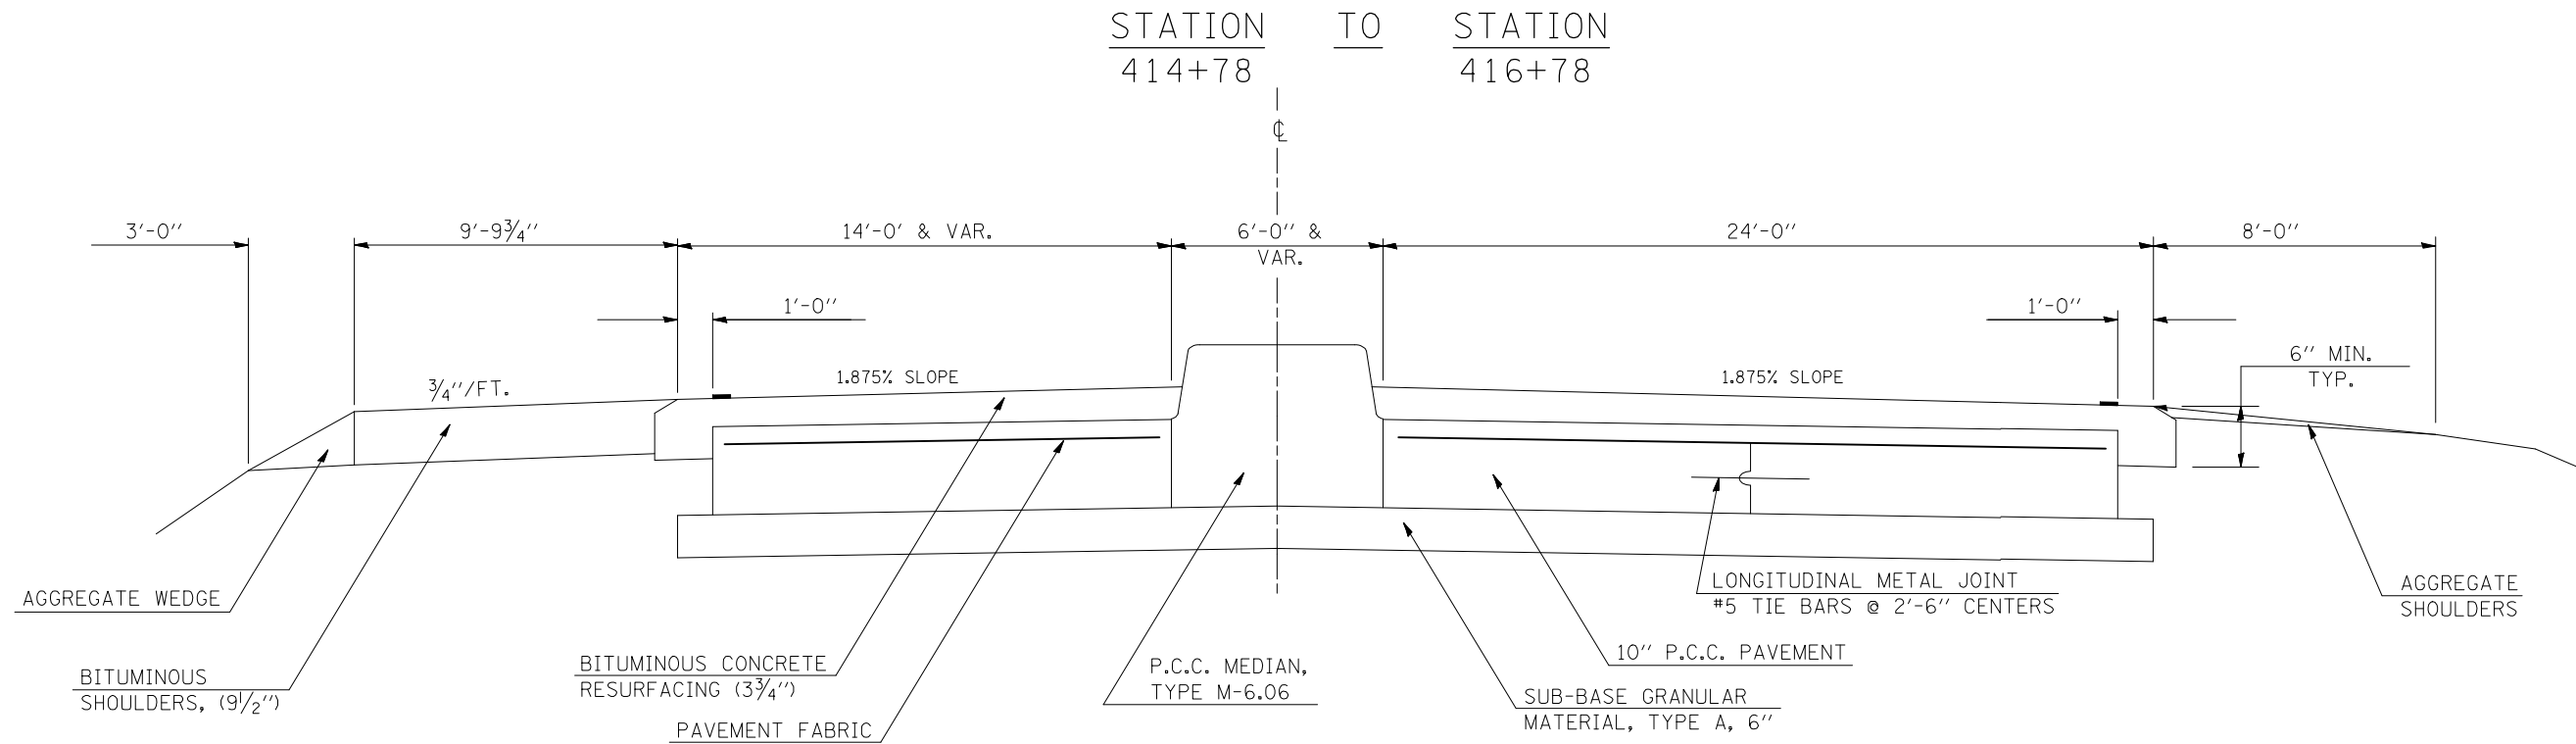 STATION TO STATION
414+78 416+78
℄
3'-0" 9'-9¾" 14'-0' & VAR. 6'-0" & 24'-0" 8'-0"
VAR.
1'-0" 1'-0"
6" MIN.
TYP.
¾"/FT. 1.875% SLOPE 1.875% SLOPE
LONGITUDINAL METAL JOINT
#5 TIE BARS @ 2'-6" CENTERS
AGGREGATE
SHOULDERS
AGGREGATE WEDGE
BITUMINOUS
SHOULDERS, (9½")
BITUMINOUS CONCRETE
RESURFACING (3¾")
PAVEMENT FABRIC
P.C.C. MEDIAN,
TYPE M-6.06
10" P.C.C. PAVEMENT
SUB-BASE GRANULAR
MATERIAL, TYPE A, 6"